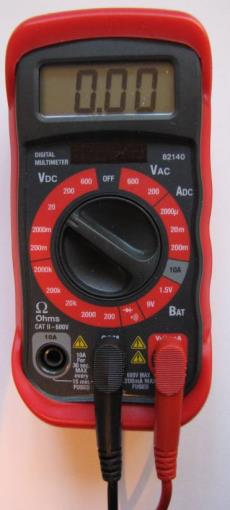 0.00
DIGITAL
MULTIMETER
82140
VDC
OFF
VAC
ADC
600
600
200
200
20
2000µ
2000m
20m
200m
200m
10A
200k
1.5V
20k
9V
2000
200
Ω
Ohms
BAT
CAT II - 600V
10A
10A
For
30 sec.
MAX
every
15 min.
FUSED
COM
600V MAX
200mA MAX
FUSED